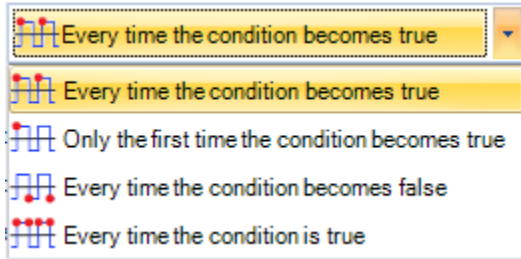 Every time the condition becomes true
Every time the condition becomes true
Only the first time the condition becomes true
Every time the condition becomes false
Every time the condition is true